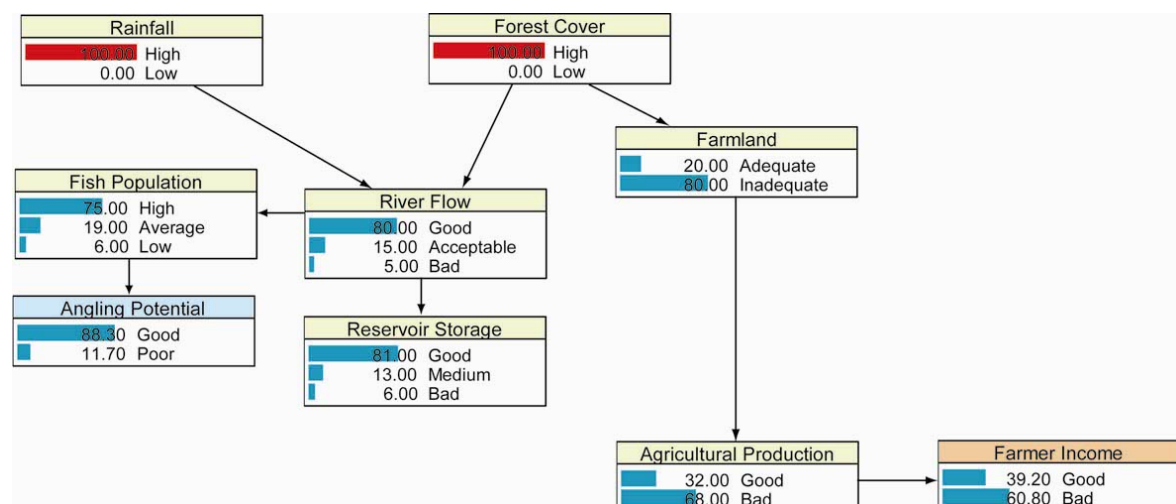 Rainfall
100.00 High
0.00 Low
Forest Cover
100.00 High
0.00 Low
Farmland
20.00 Adequate
80.00 Inadequate
Fish Population
75.00 High
19.00 Average
6.00 Low
River Flow
80.00 Good
15.00 Acceptable
5.00 Bad
Angling Potential
88.30 Good
11.70 Poor
Reservoir Storage
81.00 Good
13.00 Medium
6.00 Bad
Agricultural Production
32.00 Good
68.00 Bad
Farmer Income
39.20 Good
60.80 Bad